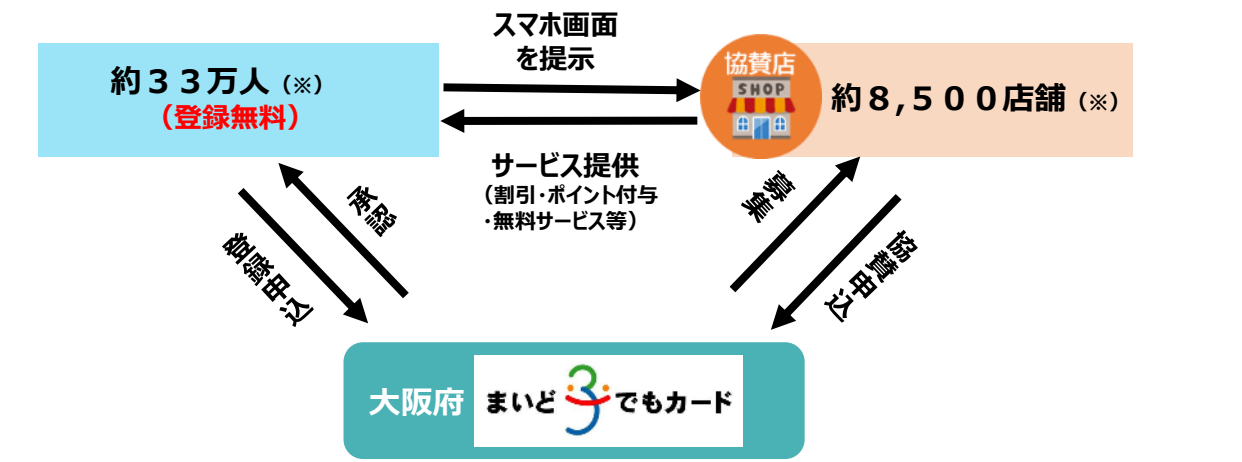 スマホ画面
を提示
約３３万人（※）
（登録無料）
協賛店
SHOP
約８,５００店舗（※）
サービス提供
（割引・ポイント付与
・無料サービス等）
承認
登録申込
募集
協賛申込
大阪府
まいど子でもカード